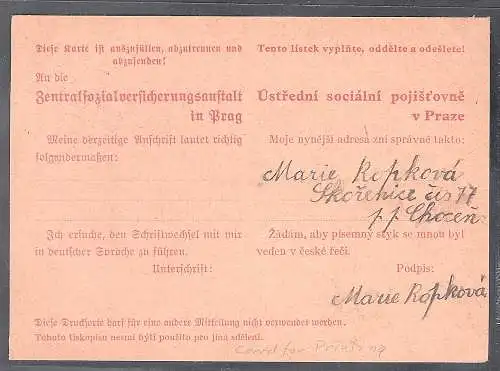 Diese Karte ist auszufüllen, abzutrennen und
abzusenden!
An die
Zentralsozialversicherungsanstalt
in Prag
Meine derzeitige Anschrift lautet richtig
folgendermaßen:
Ich ersuche, den Schriftwechsel mit mir
in deutscher Sprache zu führen.
Unterschrift:
Tento lístek vyplňte, oddělte a odešlete!
Ústřední sociální pojišťovně
v Praze
Moje nynější adresa zní správně takto:
Marie Ropková
Skořenice čís 77
p. p. Choceň
Žádám, aby písemný styk se mnou byl
veden v české řeči.
Podpis:
Marie Ropková
Diese Drucksorte darf für eine andere Mitteilung nicht verwendet werden.
Tohoto tiskopisu nesmí býti použito pro jiná sdělení.
for Printing